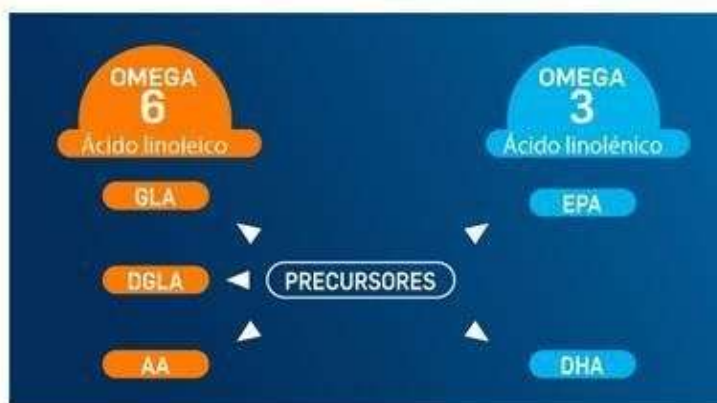 OMEGA
6
Ácido linoleico
GLA
DGLA
AA
PRECURSORES
OMEGA
3
Ácido linolénico
EPA
DHA